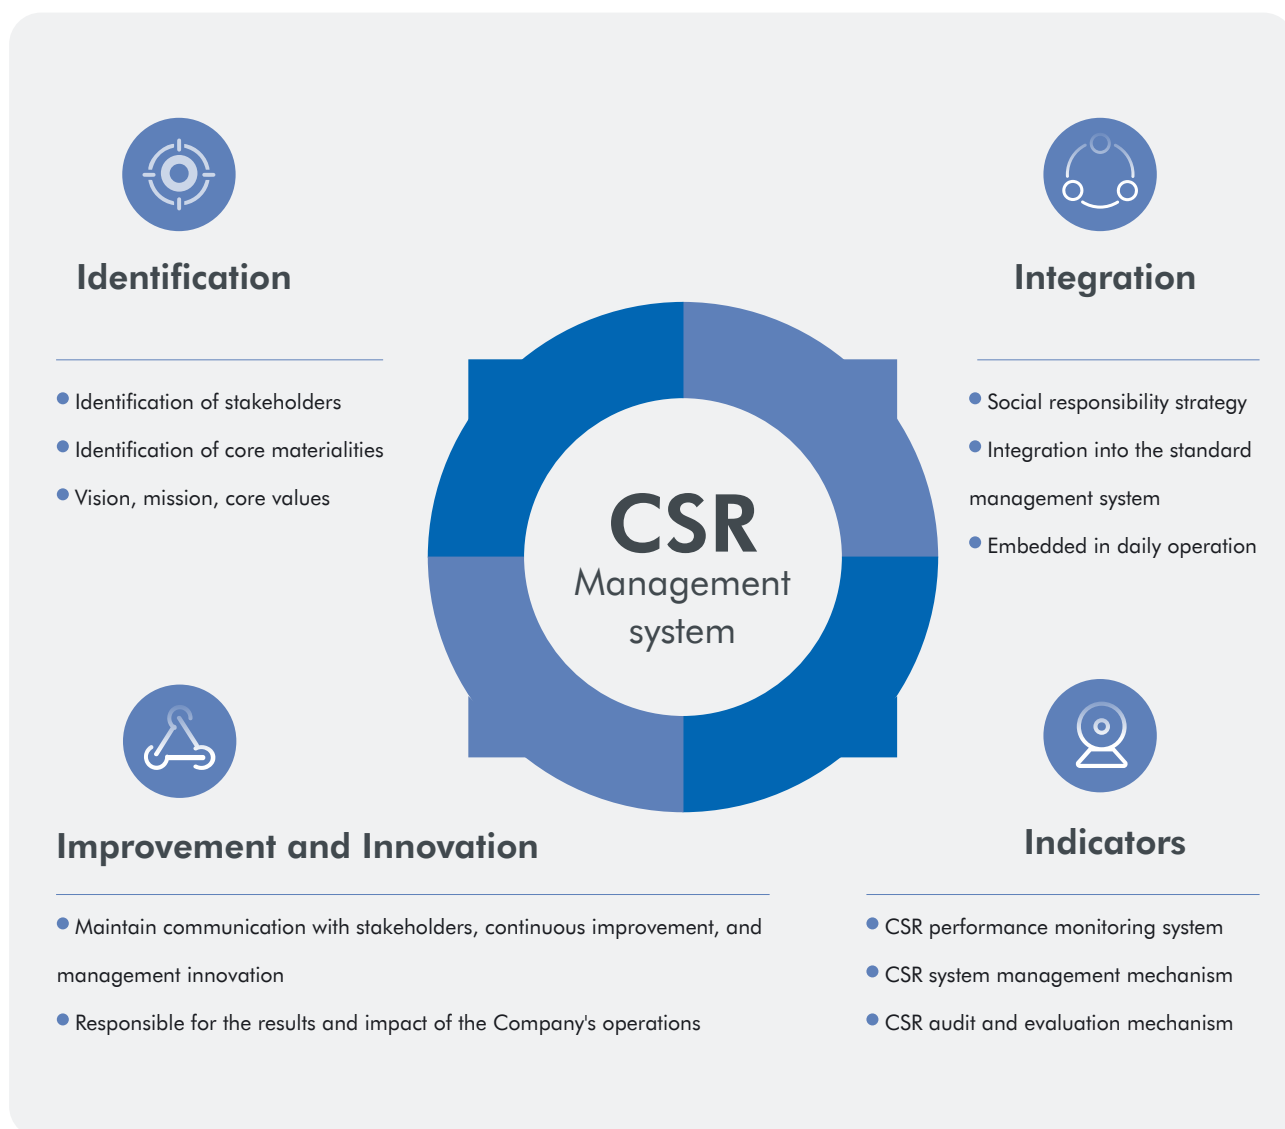 Identification
Identification of stakeholders
Identification of core materialities
Vision, mission, core values
Integration
Social responsibility strategy
Integration into the standard
management system
Embedded in daily operation
CSR
Management
system
Improvement and Innovation
Maintain communication with stakeholders, continuous improvement, and
management innovation
Responsible for the results and impact of the Company's operations
Indicators
CSR performance monitoring system
CSR system management mechanism
CSR audit and evaluation mechanism